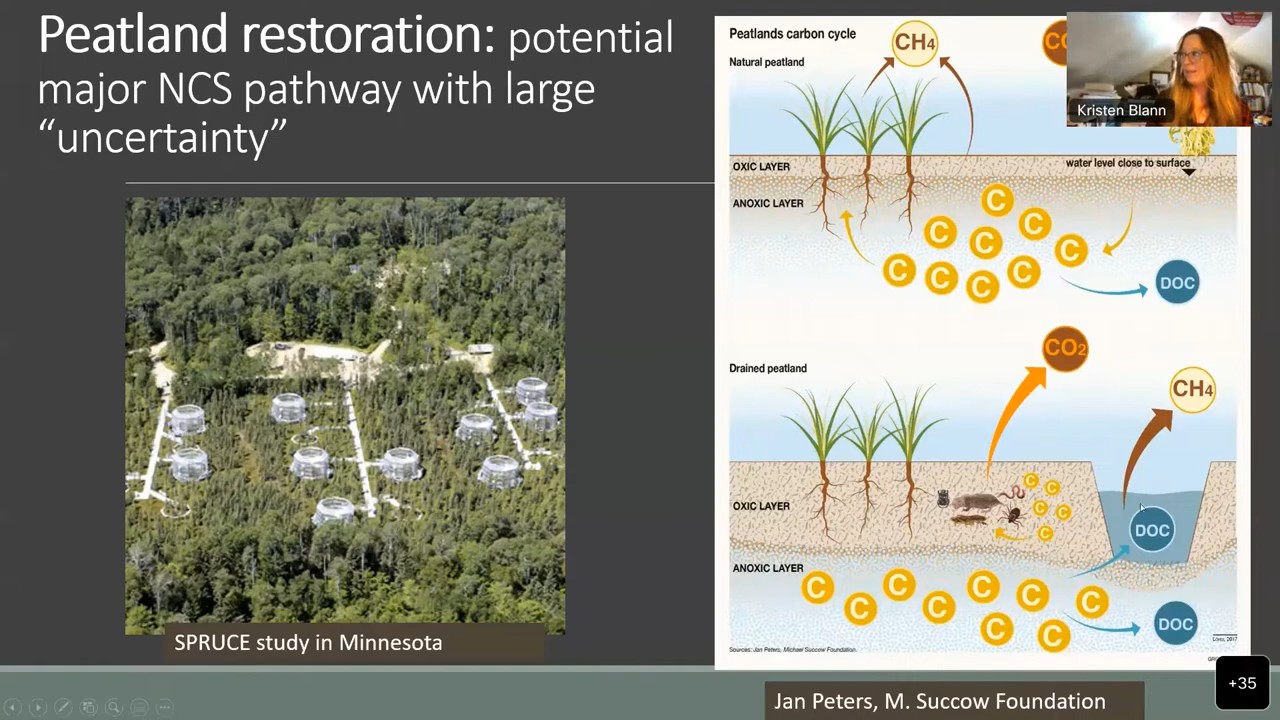 Peatland restoration: potential
major NCS pathway with large
“uncertainty”
SPRUCE study in Minnesota
Peatlands carbon cycle
Natural peatland
CH4
Kristen Blann
OXIC LAYER
water level close to surface
ANOXIC LAYER
C
C
C
C
C
C
C
C
C
DOC
Drained peatland
CO2
CH4
OXIC LAYER
C
C
C
C
C
DOC
ANOXIC LAYER
C
C
C
C
C
C
C
C
C
DOC
Sources: Jan Peters, Michael Succow Foundation.
Jan Peters, M. Succow Foundation
+35